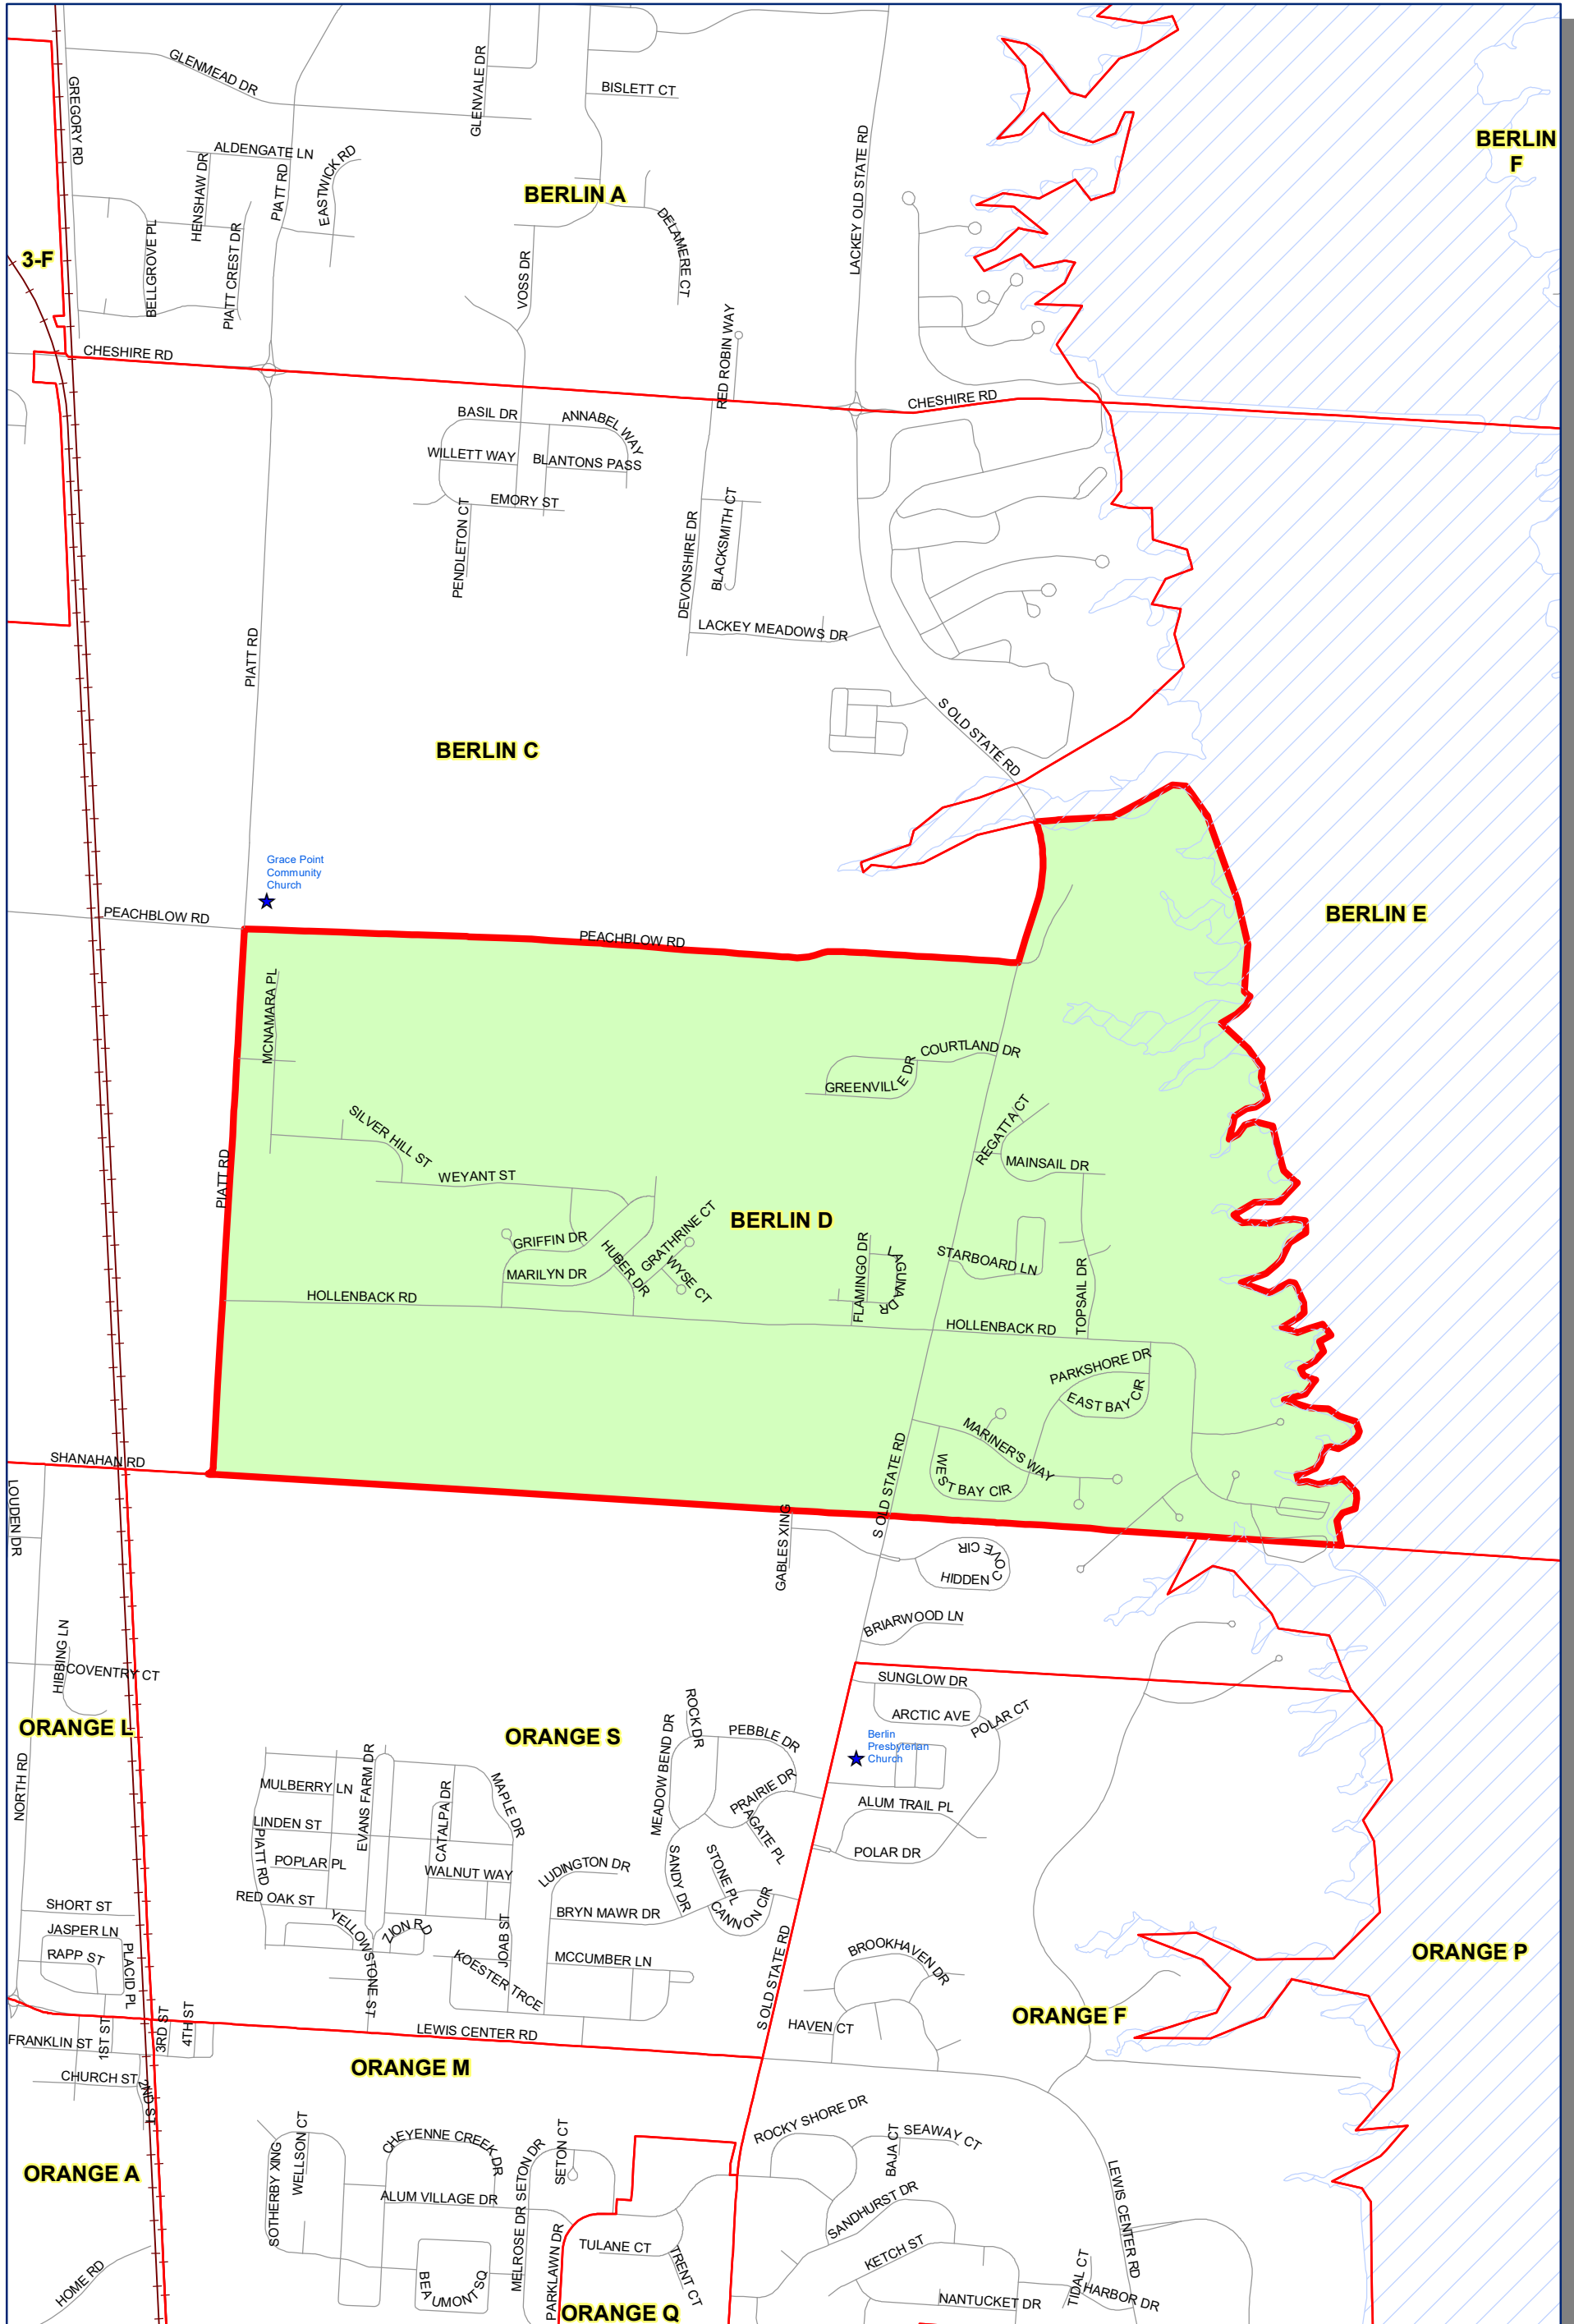 GLENMEAD DR
GREGORY RD
GLENVALE DR
BISLETT CT
LACKEY OLD STATE RD
BERLIN
F
ALDENGATE LN
HENSHAW DR
PIATT RD
EASTWICK RD
BERLIN A
DELAMERE CT
3-F
BELLGROVE PL
PIATT CREST DR
VOSS DR
RED ROBIN WAY
CHESHIRE RD
CHESHIRE RD
BASIL DR
ANNABEL WAY
WILLETT WAY
BLANTONS PASS
EMORY ST
PENDLETON CT
DEVONSHIRE DR
BLACKSMITH CT
LACKEY MEADOWS DR
PIATT RD
S OLD STATE RD
BERLIN C
Grace Point
Community
Church
PEACHBLOW RD
PEACHBLOW RD
BERLIN E
MCNAMARA PL
COURTLAND DR
GREENVILLE DR
SILVER HILL ST
REGATTA CT
MAINSAIL DR
PIATT RD
WEYANT ST
BERLIN D
GRATHRINE CT
GRIFFIN DR
HUBER DR
WYSE CT
MARILYN DR
FLAMINGO DR
LAGUNA DR
STARBOARD LN
TOPSAIL DR
HOLLENBACK RD
HOLLENBACK RD
PARKSHORE DR
EAST BAY CIR
MARINER'S WAY
WEST BAY CIR
S OLD STATE RD
SHANAHAN RD
LOUDEN DR
GABLES XING
HIDDEN COVE CIR
BRIARWOOD LN
HIBBING LN
COVENTRY CT
SUNGLOW DR
ARCTIC AVE
POLAR CT
ORANGE L
ORANGE S
ROCK DR
PEBBLE DR
MEADOW BEND DR
Berlin
Presbyterian
Church
NORTH RD
MULBERRY LN
EVANS FARM DR
CATALPA DR
MAPLE DR
PRAIRIE DR
AGATE PL
ALUM TRAIL PL
LINDEN ST
PIATT RD
POPLAR PL
WALNUT WAY
LUDINGTON DR
SANDY DR
STONE PL
POLAR DR
RED OAK ST
CANNON CIR
SHORT ST
JASPER LN
RAPP ST
PLACID PL
YELLOWSTONE ST
ZION RD
JOAB ST
BRYN MAWR DR
KOESTER TRCE
MCCUMBER LN
S OLD STATE RD
BROOKHAVEN DR
ORANGE P
ORANGE F
HAVEN CT
LEWIS CENTER RD
FRANKLIN ST
1ST ST
3RD ST
4TH ST
CHURCH ST
2ND ST
ORANGE M
ORANGE A
SOTHERBY XING
WELLSON CT
CHEYENNE CREEK DR
SETON DR
SETON CT
ROCKY SHORE DR
BAJA CT
SEAWAY CT
ALUM VILLAGE DR
MELROSE DR
SANDHURST DR
LEWIS CENTER RD
PARKLAWN DR
TULANE CT
TRENT CT
KETCH ST
HOME RD
BEAUMONT SQ
NANTUCKET DR
TIDAL CT
HARBOR DR
ORANGE Q